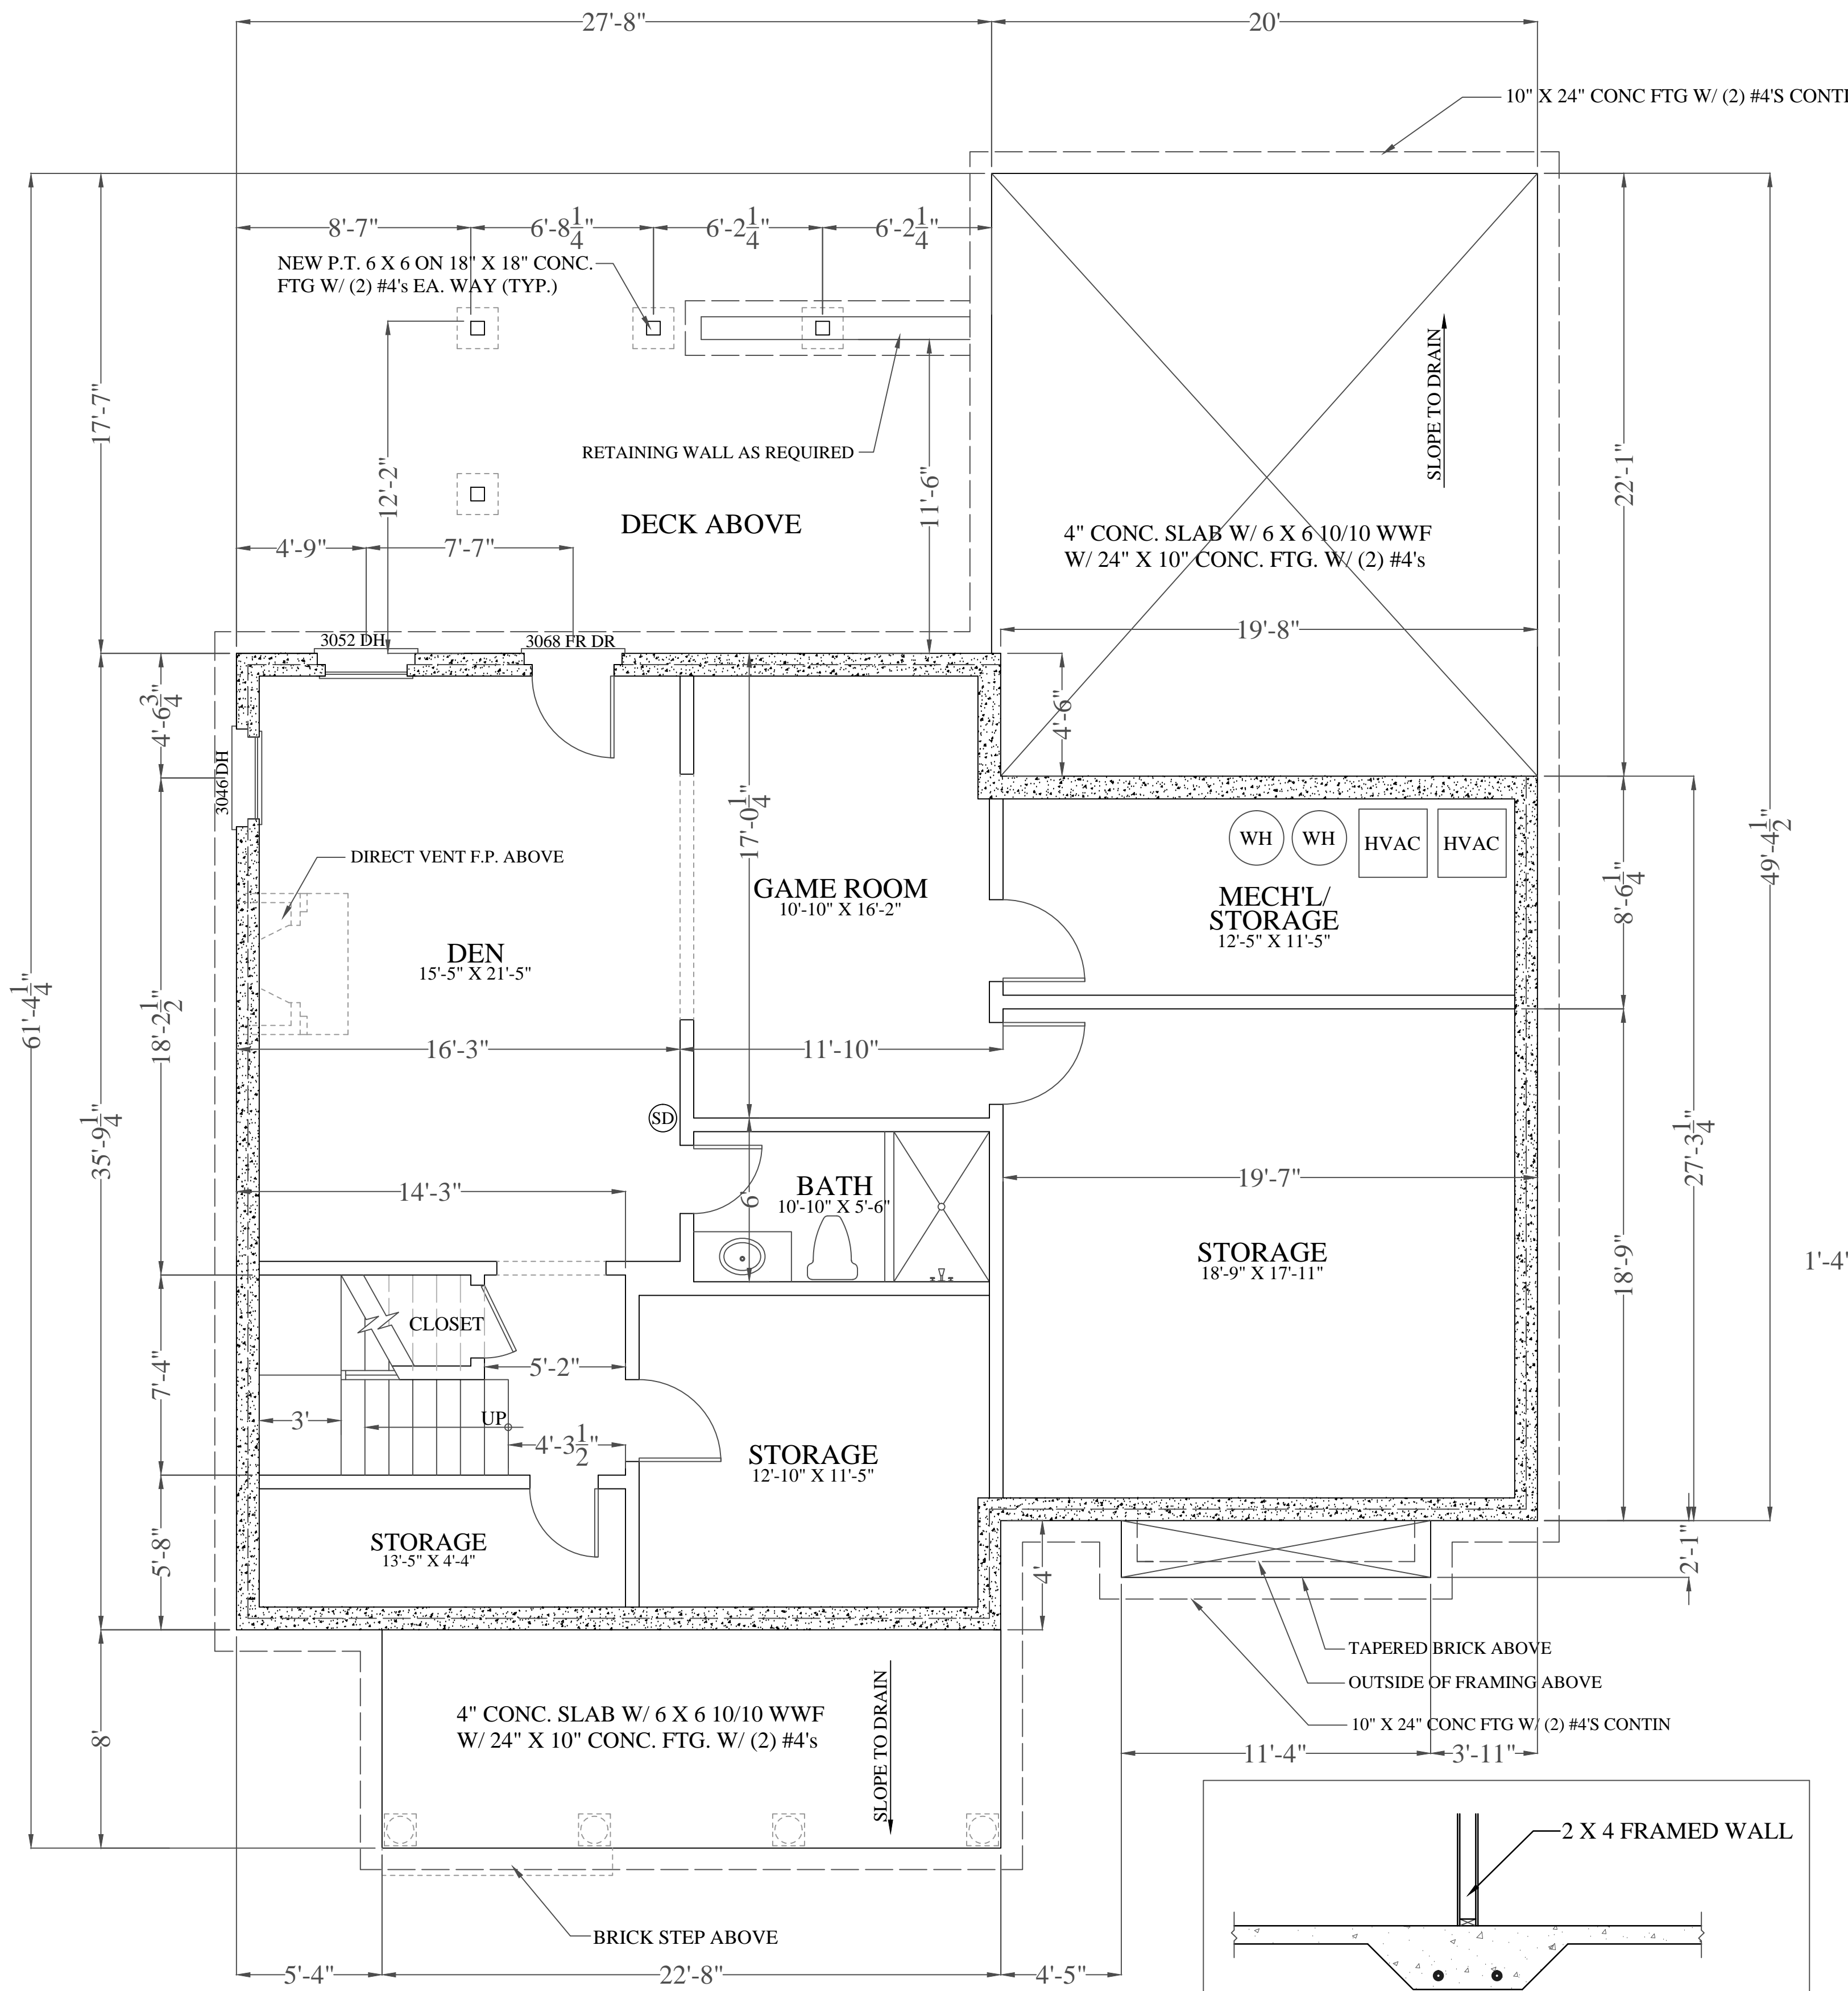 27'-8"
20'
10" X 24" CONC FTG W/ (2) #4'S CONTI
8'-7"
6'-8 1/4"
6'-2 1/4"
6'-2 1/4"
NEW P.T. 6 X 6 ON 18" X 18" CONC.
FTG W/ (2) #4's EA. WAY (TYP.)
17'-7"
12'-2"
RETAINING WALL AS REQUIRED
11'-6"
SLOPE TO DRAIN
22'-1"
DECK ABOVE
4'-9"
7'-7"
4" CONC. SLAB W/ 6 X 6 10/10 WWF
W/ 24" X 10" CONC. FTG. W/ (2) #4's
19'-8"
3052 DH
3068 FR DR
4'-6 3/4"
4'-6"
3046 DH
17'-0 1/4"
49'-4 1/2"
WH
WH
HVAC
HVAC
DIRECT VENT F.P. ABOVE
GAME ROOM
10'-10" X 16'-2"
MECH'L/
STORAGE
12'-5" X 11'-5"
8'-6 1/4"
DEN
15'-5" X 21'-5"
61'-4 1/4"
18'-2 1/2"
16'-3"
11'-10"
35'-9 1/4"
SD
27'-3 1/4"
14'-3"
BATH
10'-10" X 5'-6"
6'
19'-7"
STORAGE
18'-9" X 17'-11"
18'-9"
1'-4"
CLOSET
5'-2"
7'-4"
3'
UP
4'-3 1/2"
STORAGE
12'-10" X 11'-5"
STORAGE
13'-5" X 4'-4"
5'-8"
4'
2'-1"
TAPERED BRICK ABOVE
OUTSIDE OF FRAMING ABOVE
10" X 24" CONC FTG W/ (2) #4'S CONTIN
4" CONC. SLAB W/ 6 X 6 10/10 WWF
W/ 24" X 10" CONC. FTG. W/ (2) #4's
SLOPE TO DRAIN
8'
11'-4"
3'-11"
2 X 4 FRAMED WALL
BRICK STEP ABOVE
5'-4"
22'-8"
4'-5"